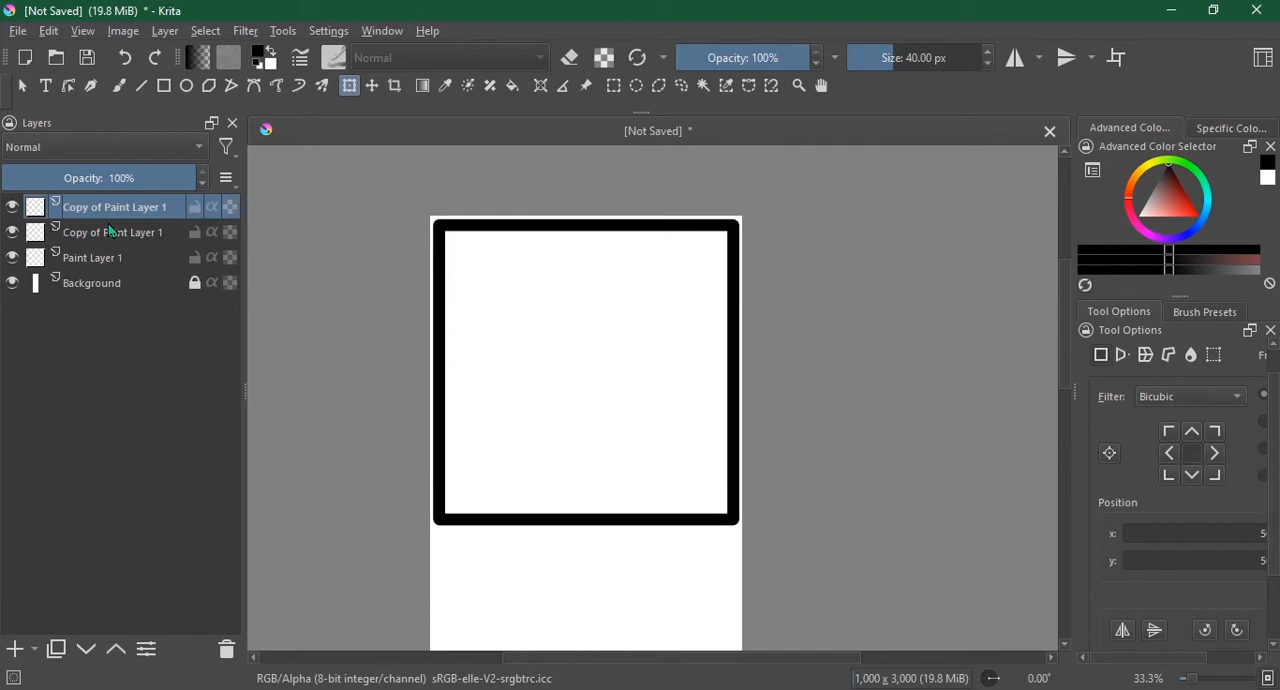 [Not Saved] (19.8 MiB) * - Krita
File Edit View Image Layer Select Filter Tools Settings Window Help
Normal Opacity: 100% Size: 40.00 px
Layers
[Not Saved] *
Advanced Colo... Specific Colo...
Advanced Color Selector
Normal
Opacity: 100%
Copy of Paint Layer 1
Copy of Paint Layer 1
Paint Layer 1
Background
Tool Options Brush Presets
Tool Options
Fr
Filter: Bicubic
Position
x: 5
y: 5
RGB/Alpha (8-bit integer/channel) sRGB-elle-V2-srgbtrc.icc
1,000 x 3,000 (19.8 MiB) 0.00° 33.3%